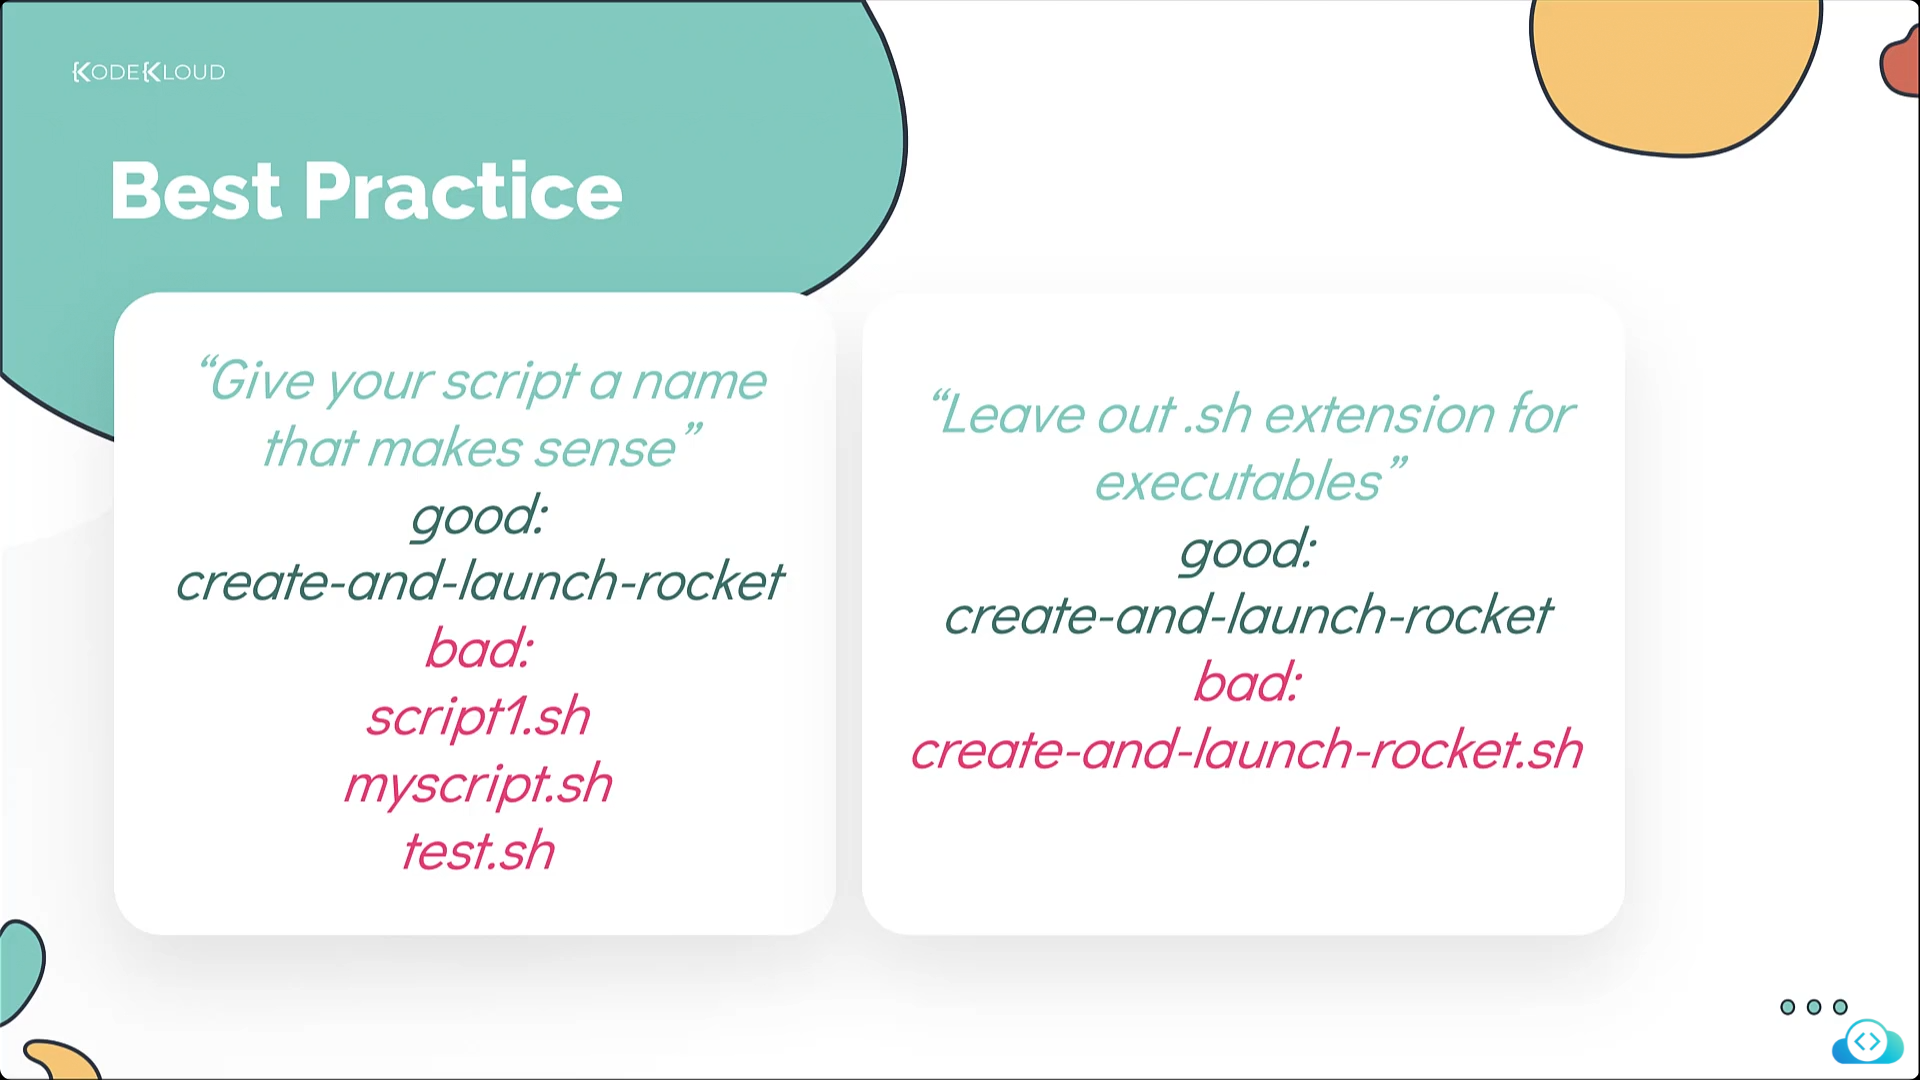 KODEKLOUD
Best Practice
“Give your script a name
that makes sense”
good:
create-and-launch-rocket
bad:
script1.sh
myscript.sh
test.sh
“Leave out .sh extension for
executables”
good:
create-and-launch-rocket
bad:
create-and-launch-rocket.sh